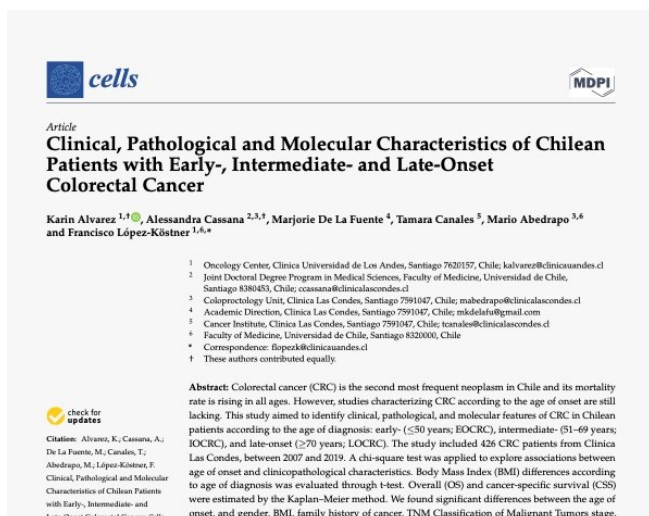 cells
MDPI
Article
Clinical, Pathological and Molecular Characteristics of Chilean
Patients with Early-, Intermediate- and Late-Onset
Colorectal Cancer
Karin Alvarez 1,†, Alessandra Cassana 2,3,†, Marjorie De La Fuente 4, Tamara Canales 5, Mario Abedrapo 3,6
and Francisco López-Köstner 1,6,*
1 Oncology Center, Clinica Universidad de Los Andes, Santiago 7620157, Chile; kalvarez@clinicauandes.cl
2 Joint Doctoral Degree Program in Medical Sciences, Faculty of Medicine, Universidad de Chile,
Santiago 8380453, Chile; ccassana@clinicalascondes.cl
3 Coloproctology Unit, Clinica Las Condes, Santiago 7591047, Chile; mabedrapo@clinicalascondes.cl
4 Academic Direction, Clinica Las Condes, Santiago 7591047, Chile; mkdelafu@gmail.com
5 Cancer Institute, Clinica Las Condes, Santiago 7591047, Chile; tcanales@clinicalascondes.cl
6 Faculty of Medicine, Universidad de Chile, Santiago 8320000, Chile
* Correspondence: flopezk@clinicauandes.cl
† These authors contributed equally.
Abstract: Colorectal cancer (CRC) is the second most frequent neoplasm in Chile and its mortality
rate is rising in all ages. However, studies characterizing CRC according to the age of onset are still
lacking. This study aimed to identify clinical, pathological, and molecular features of CRC in Chilean
patients according to the age of diagnosis: early- (≤50 years; EOCRC), intermediate- (51–69 years;
IOCRC), and late-onset (≥70 years; LOCRC). The study included 426 CRC patients from Clinica
Las Condes, between 2007 and 2019. A chi-square test was applied to explore associations between
age of onset and clinicopathological characteristics. Body Mass Index (BMI) differences according
to age of diagnosis was evaluated through t-test. Overall (OS) and cancer-specific survival (CSS)
were estimated by the Kaplan–Meier method. We found significant differences between the age of
onset, and gender, BMI, family history of cancer, TNM Classification of Malignant Tumors stage,
check for
updates
Citation: Alvarez, K.; Cassana, A.;
De La Fuente, M.; Canales, T.;
Abedrapo, M.; López-Köstner, F.
Clinical, Pathological and Molecular
Characteristics of Chilean Patients
with Early-, Intermediate- and